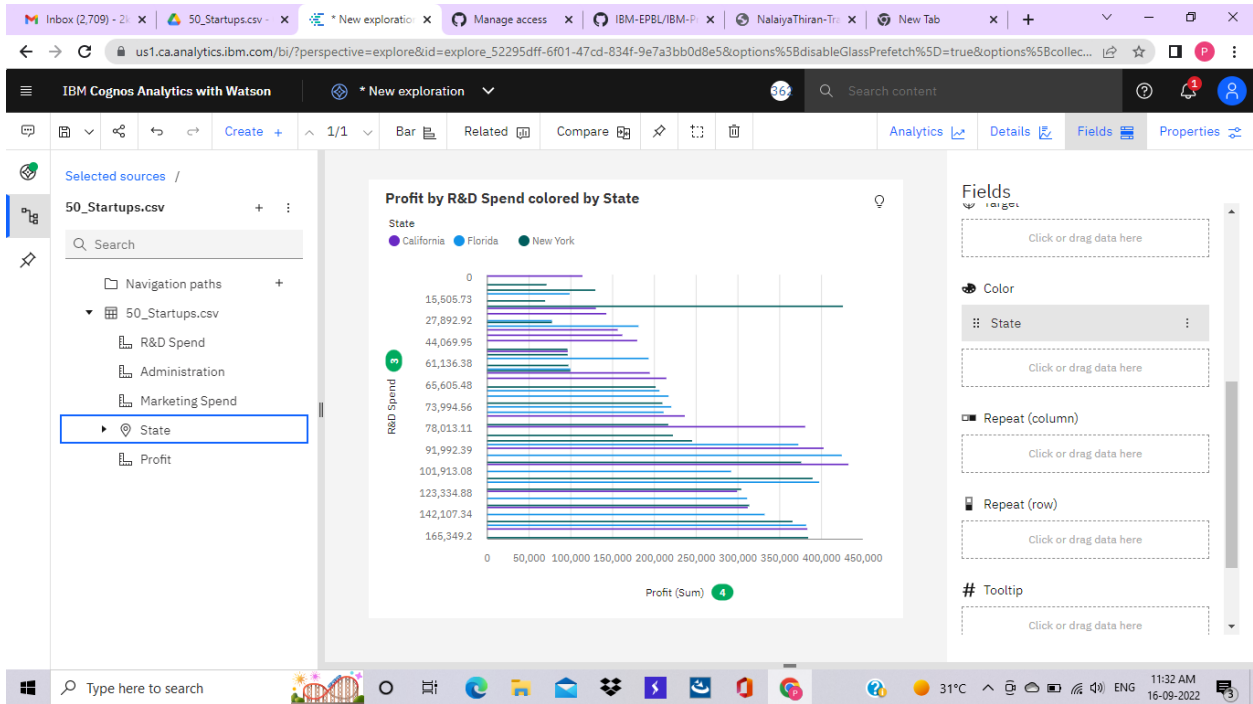 Inbox (2,709) - 2k
50_Startups.csv -
* New exploration
Manage access
IBM-EPBL/IBM-P
NalaiyaThiran-Tra
New Tab
us1.ca.analytics.ibm.com/bi/?perspective=explore&id=explore_52295dff-6f01-47cd-834f-9e7a3bb0d8e5&options%5BdisableGlassPrefetch%5D=true&options%5Bcollec...
P
IBM Cognos Analytics with Watson
* New exploration
362
Search content
1
Create +
1/1
Bar
Related
Compare
Analytics
Details
Fields
Properties
Selected sources /
50_Startups.csv
Search
Navigation paths
50_Startups.csv
R&D Spend
Administration
Marketing Spend
State
Profit
Profit by R&D Spend colored by State
State
California
Florida
New York
R&D Spend
3
0
15,505.73
27,892.92
44,069.95
61,136.38
65,605.48
73,994.56
78,013.11
91,992.39
101,913.08
123,334.88
142,107.34
165,349.2
0 50,000 100,000 150,000 200,000 250,000 300,000 350,000 400,000 450,000
Profit (Sum) 4
Fields
Target
Click or drag data here
Color
State
Click or drag data here
Repeat (column)
Click or drag data here
Repeat (row)
Click or drag data here
# Tooltip
Click or drag data here
Type here to search
31°C
ENG
11:32 AM
16-09-2022
3